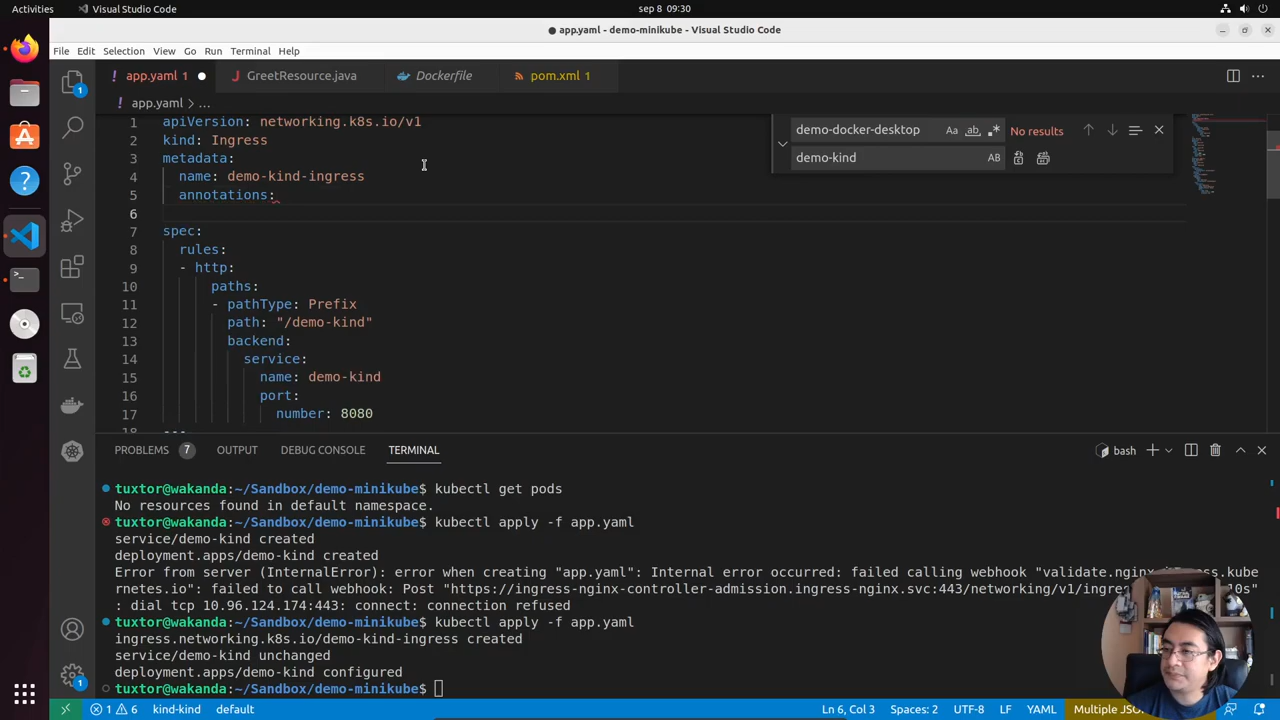 Activities
Visual Studio Code
sep 8 09:30
app.yaml - demo-minikube - Visual Studio Code
File Edit Selection View Go Run Terminal Help
app.yaml 1
GreetResource.java
Dockerfile
pom.xml 1
app.yaml > ...
demo-docker-desktop
Aa
ab
No results
demo-kind
AB
1 apiVersion: networking.k8s.io/v1
2 kind: Ingress
3 metadata:
4 name: demo-kind-ingress
5 annotations:
6
7 spec:
8 rules:
9 - http:
10 paths:
11 - pathType: Prefix
12 path: "/demo-kind"
13 backend:
14 service:
15 name: demo-kind
16 port:
17 number: 8080
PROBLEMS 7 OUTPUT DEBUG CONSOLE TERMINAL
bash
tuxtor@wakanda:~/Sandbox/demo-minikube$ kubectl get pods
No resources found in default namespace.
tuxtor@wakanda:~/Sandbox/demo-minikube$ kubectl apply -f app.yaml
service/demo-kind created
deployment.apps/demo-kind created
Error from server (InternalError): error when creating "app.yaml": Internal error occurred: failed calling webhook "validate.nginx
rnetes.io": failed to call webhook: Post "https://ingress-nginx-controller-admission.ingress-nginx.svc:443/networking/v1/
: dial tcp 10.96.124.174:443: connect: connection refused
tuxtor@wakanda:~/Sandbox/demo-minikube$ kubectl apply -f app.yaml
ingress.networking.k8s.io/demo-kind-ingress created
service/demo-kind unchanged
deployment.apps/demo-kind configured
tuxtor@wakanda:~/Sandbox/demo-minikube$
1 6 kind-kind default
Ln 6, Col 3 Spaces: 2 UTF-8 LF YAML Multiple